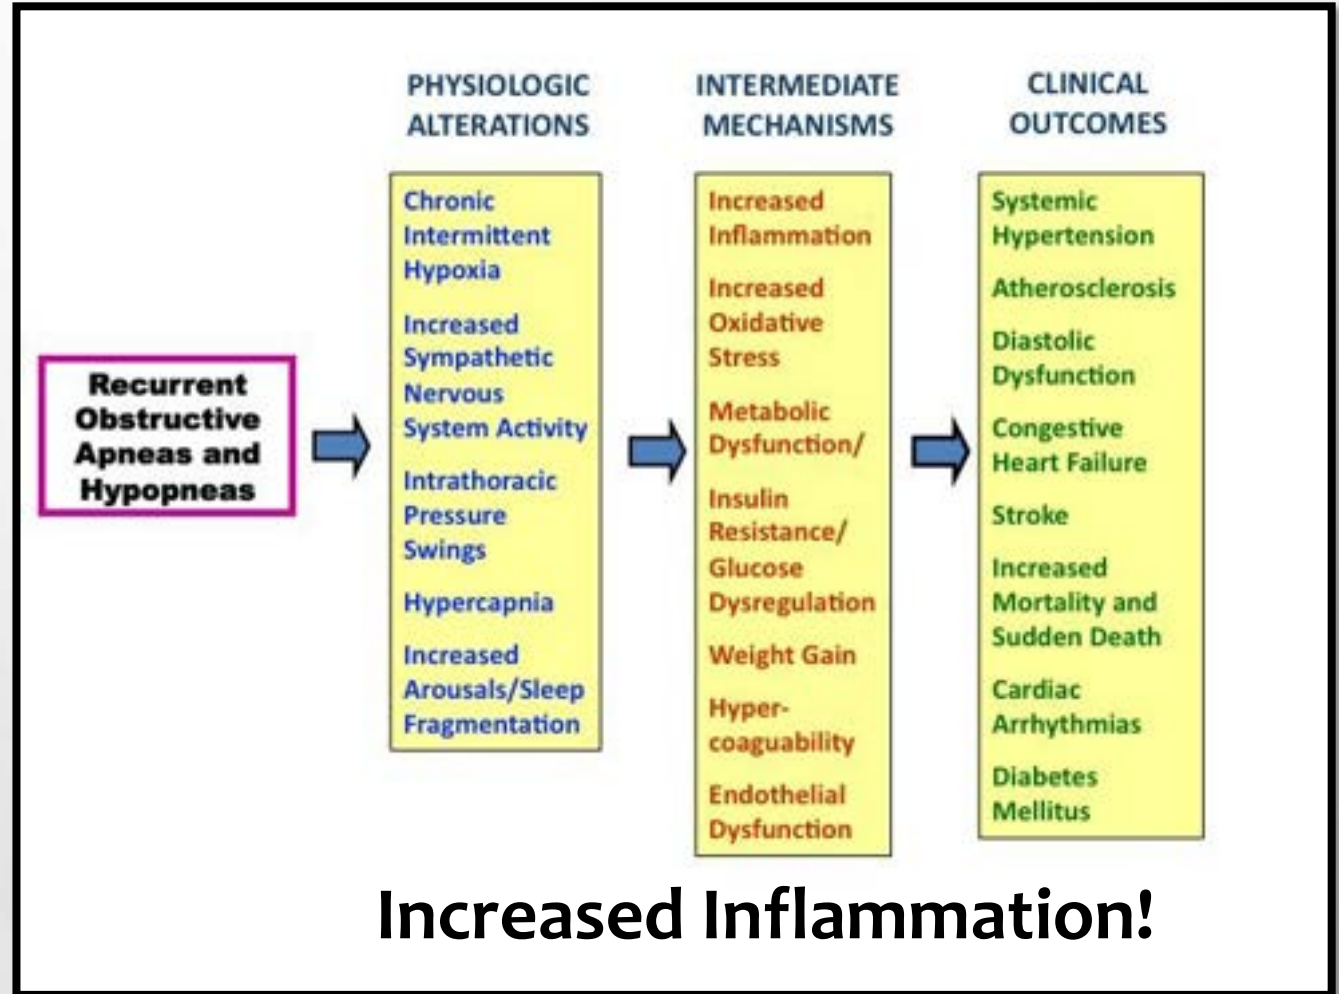 PHYSIOLOGIC
ALTERATIONS
INTERMEDIATE
MECHANISMS
CLINICAL
OUTCOMES
Recurrent
Obstructive
Apneas and
Hypopneas
Chronic
Intermittent
Hypoxia
Increased
Sympathetic
Nervous
System Activity
Intrathoracic
Pressure
Swings
Hypercapnia
Increased
Arousals/Sleep
Fragmentation
Increased
Inflammation
Increased
Oxidative
Stress
Metabolic
Dysfunction/
Insulin
Resistance/
Glucose
Dysregulation
Weight Gain
Hyper-
coaguability
Endothelial
Dysfunction
Systemic
Hypertension
Atherosclerosis
Diastolic
Dysfunction
Congestive
Heart Failure
Stroke
Increased
Mortality and
Sudden Death
Cardiac
Arrhythmias
Diabetes
Mellitus
Increased Inflammation!